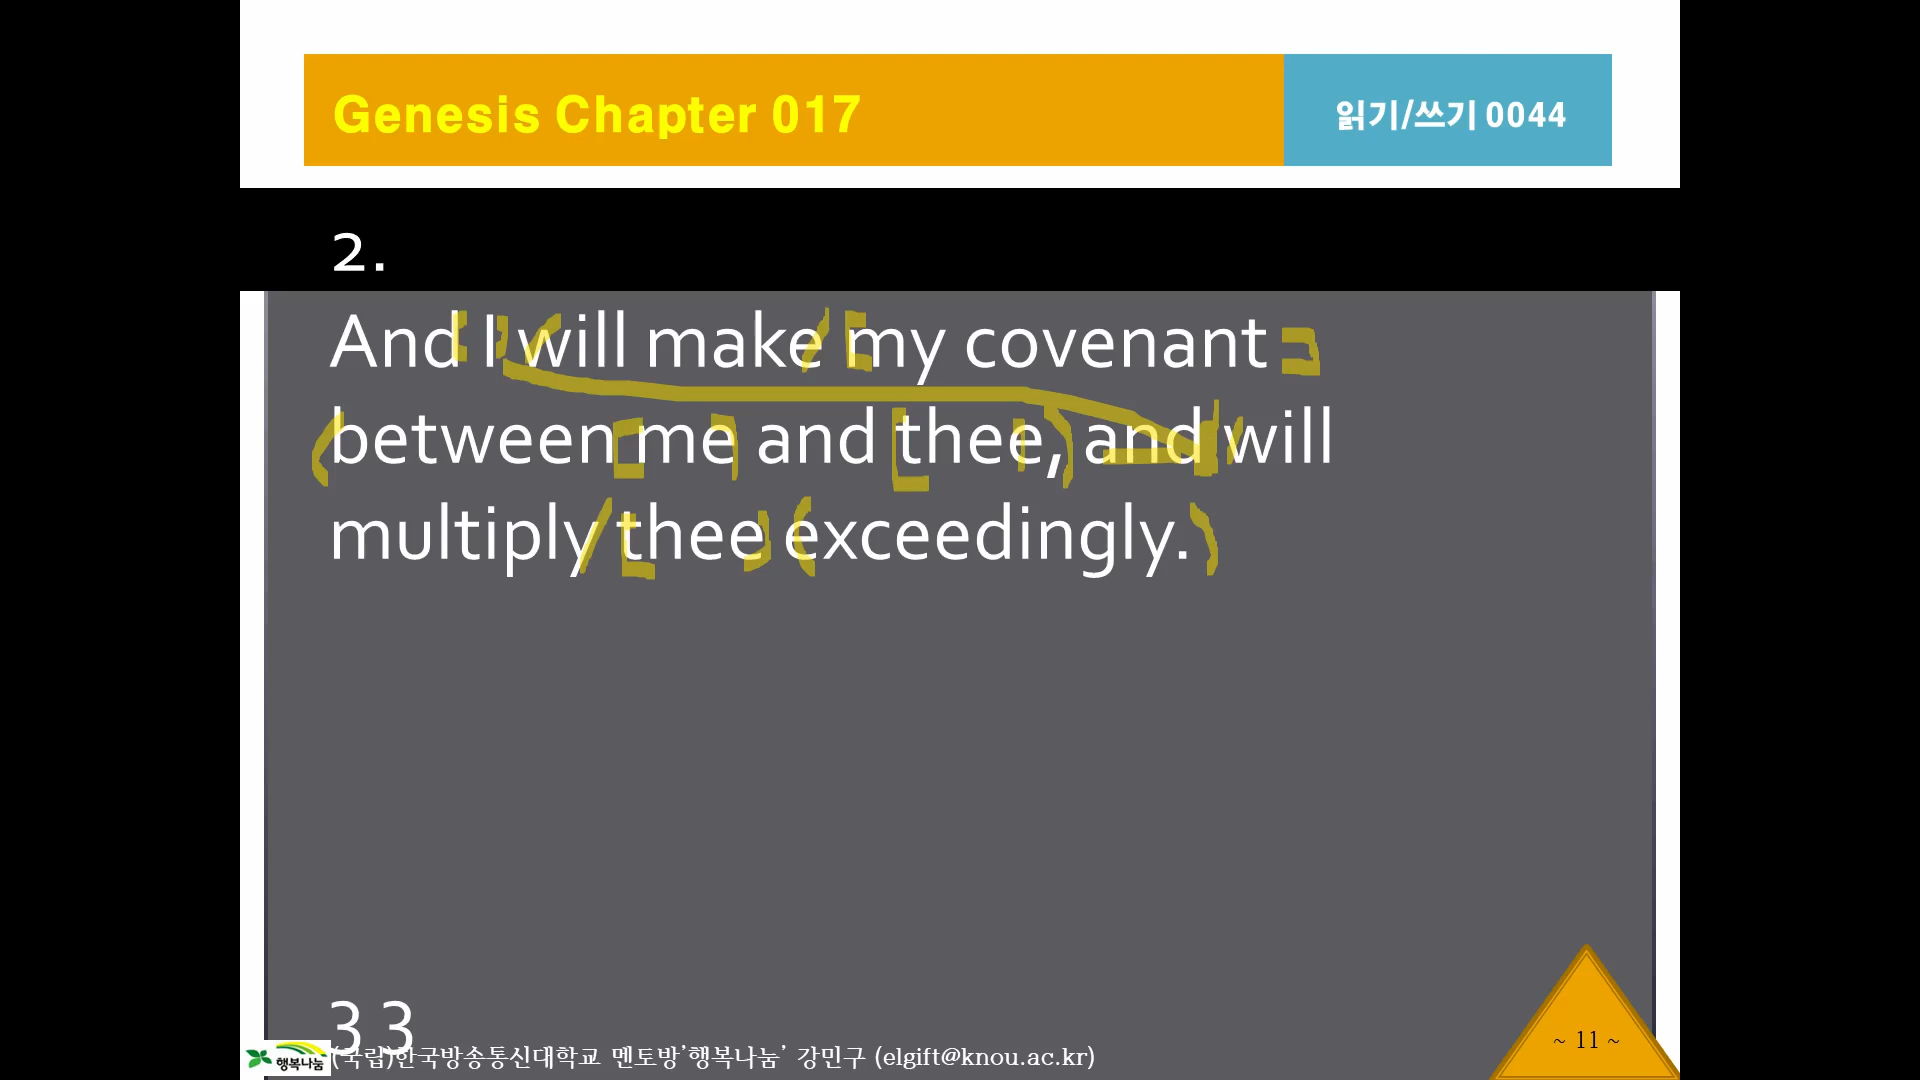 Genesis Chapter 017
읽기/쓰기 0044
2.
And I will make my covenant
between me and thee, and will
multiply thee exceedingly.
3 3
행복나눔
(국립)한국방송통신대학교 멘토방’행복나눔’ 강민구 (elgift@knou.ac.kr)
~ 11 ~